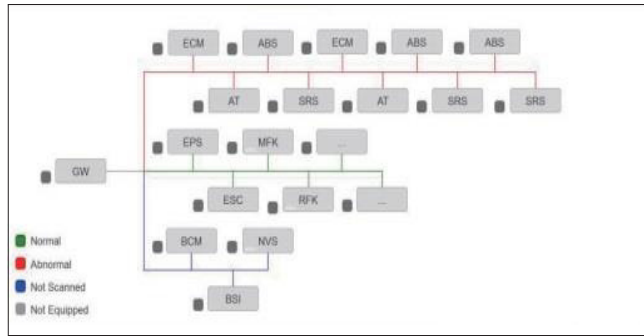 ECM ABS ECM ABS ABS
AT SRS AT SRS SRS
EPS MFK ...
GW
ESC RFK ...
Normal
BCM NVS
Abnormal
Not Scanned
BSI
Not Equipped